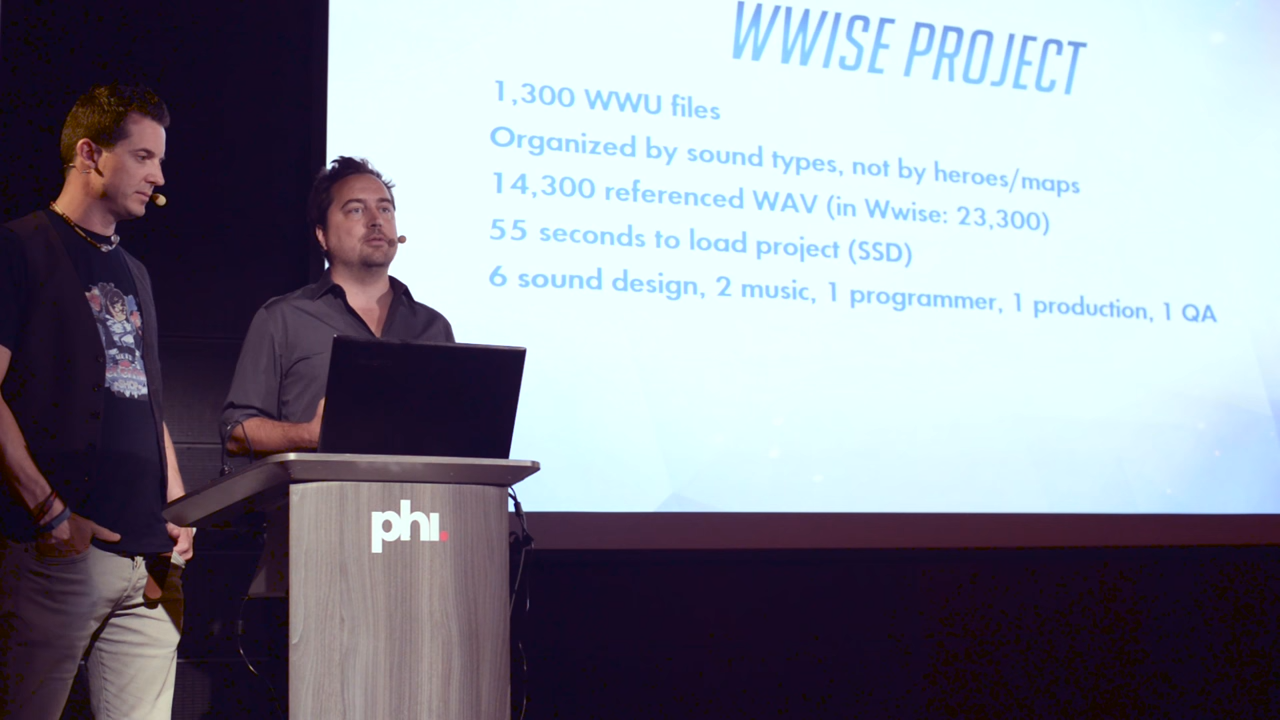 WWISE PROJECT
1,300 WWU files
Organized by sound types, not by heroes/maps
14,300 referenced WAV (in Wwise: 23,300)
55 seconds to load project (SSD)
6 sound design, 2 music, 1 programmer, 1 production, 1 QA
phi.